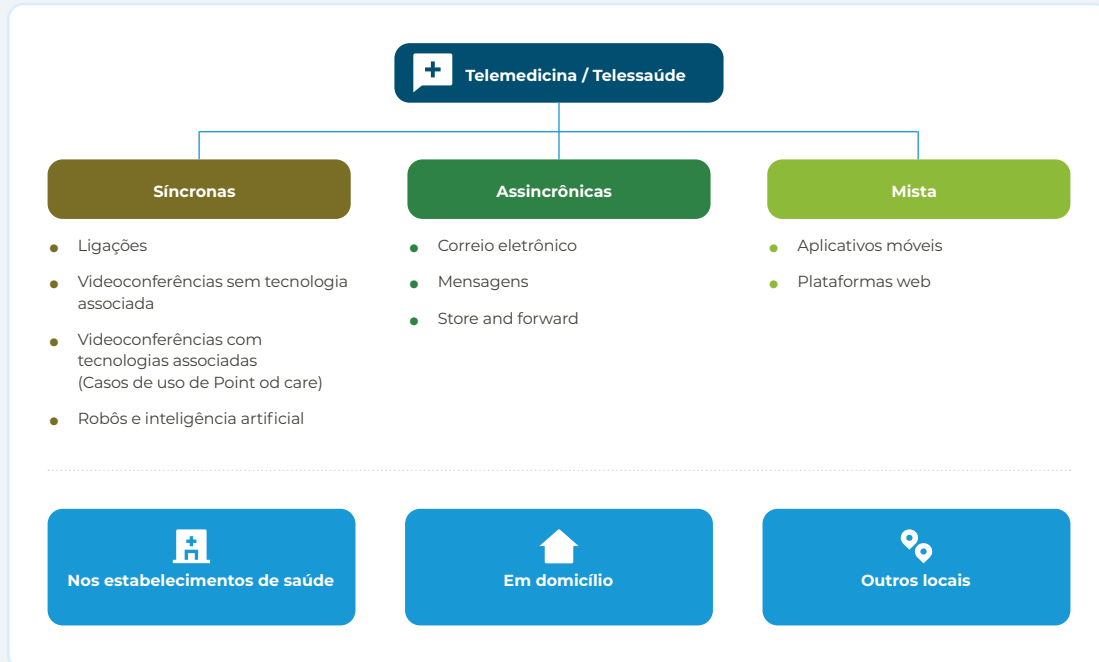 Telemedicina / Telessaúde
Síncronas
Ligações
Videoconferências sem tecnologia
associada
Videoconferências com
tecnologias associadas
(Casos de uso de Point od care)
Robôs e inteligência artificial
Assincrônicas
Correio eletrônico
Mensagens
Store and forward
Mista
Aplicativos móveis
Plataformas web
Nos estabelecimentos de saúde
Em domicílio
Outros locais